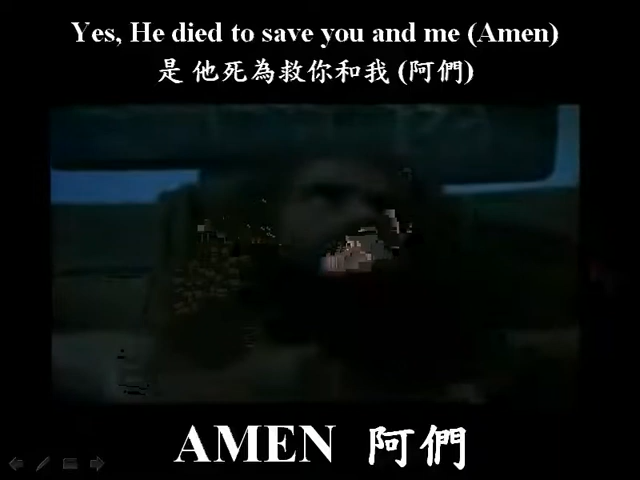 Yes, He died to save you and me (Amen)
是 他死為救你和我 (阿們)
AMEN 阿們